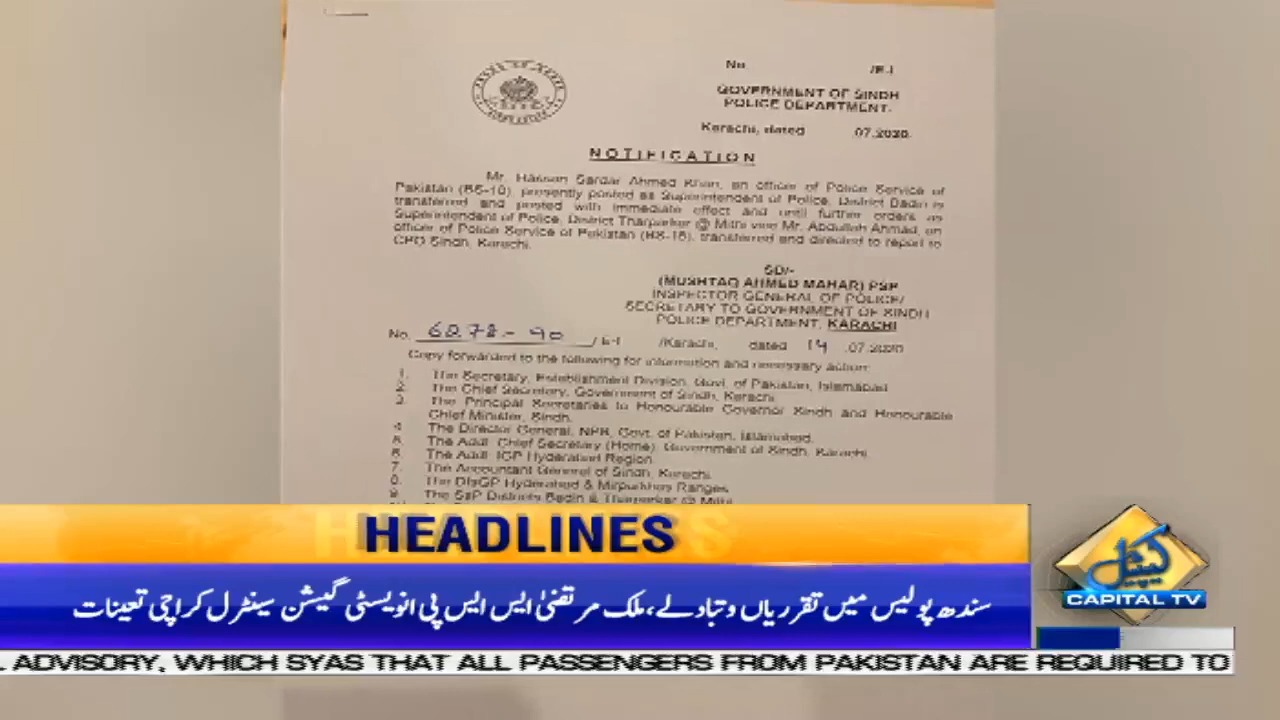 No /E-I
GOVERNMENT OF SINDH
POLICE DEPARTMENT.
Karachi, dated 07.2020.
NOTIFICATION
Mr. Hassan Sardar Ahmed Khan, an officer of Police Service of
Pakistan (BS-18), presently posted as Superintendent of Police, District Badin is
transferred and posted with immediate effect and until further orders, as
Superintendent of Police, District Tharparker @ Mithi vice Mr. Abdullah Ahmad, an
officer of Police Service of Pakistan (BS-18), transferred and directed to report to
CPO Sindh, Karachi.
SD/-
(MUSHTAQ AHMED MAHAR) PSP
INSPECTOR GENERAL OF POLICE/
SECRETARY TO GOVERNMENT OF SINDH
POLICE DEPARTMENT, KARACHI
No. 6278-90 /E-I /Karachi, dated 14 .07.2020
Copy forwarded to the following for information and necessary action:
1. The Secretary, Establishment Division, Govt. of Pakistan, Islamabad
2. The Chief Secretary, Government of Sindh, Karachi
3. The Principal Secretaries to Honourable Governor Sindh and Honourable
Chief Minister, Sindh.
4. The Director General, NPB, Govt. of Pakistan, Islamabad.
5. The Addl. Chief Secretary (Home), Government of Sindh, Karachi.
6. The Addl. IGP Hyderabad Region
7. The Accountant General of Sindh, Karachi.
8. The DIsGP Hyderabad & Mirpurkhas Ranges
9. The SsP Districts Badin & Tharparker @ Mithi
HEADLINES
سندھ پولیس میں تقرریاں و تبادلے، ملک مرتضیٰ ایس ایس پی انویسٹی گیشن سینٹرل کراچی تعینات
کیپیٹل
CAPITAL TV
. ADVISORY, WHICH SYAS THAT ALL PASSENGERS FROM PAKISTAN ARE REQUIRED TO